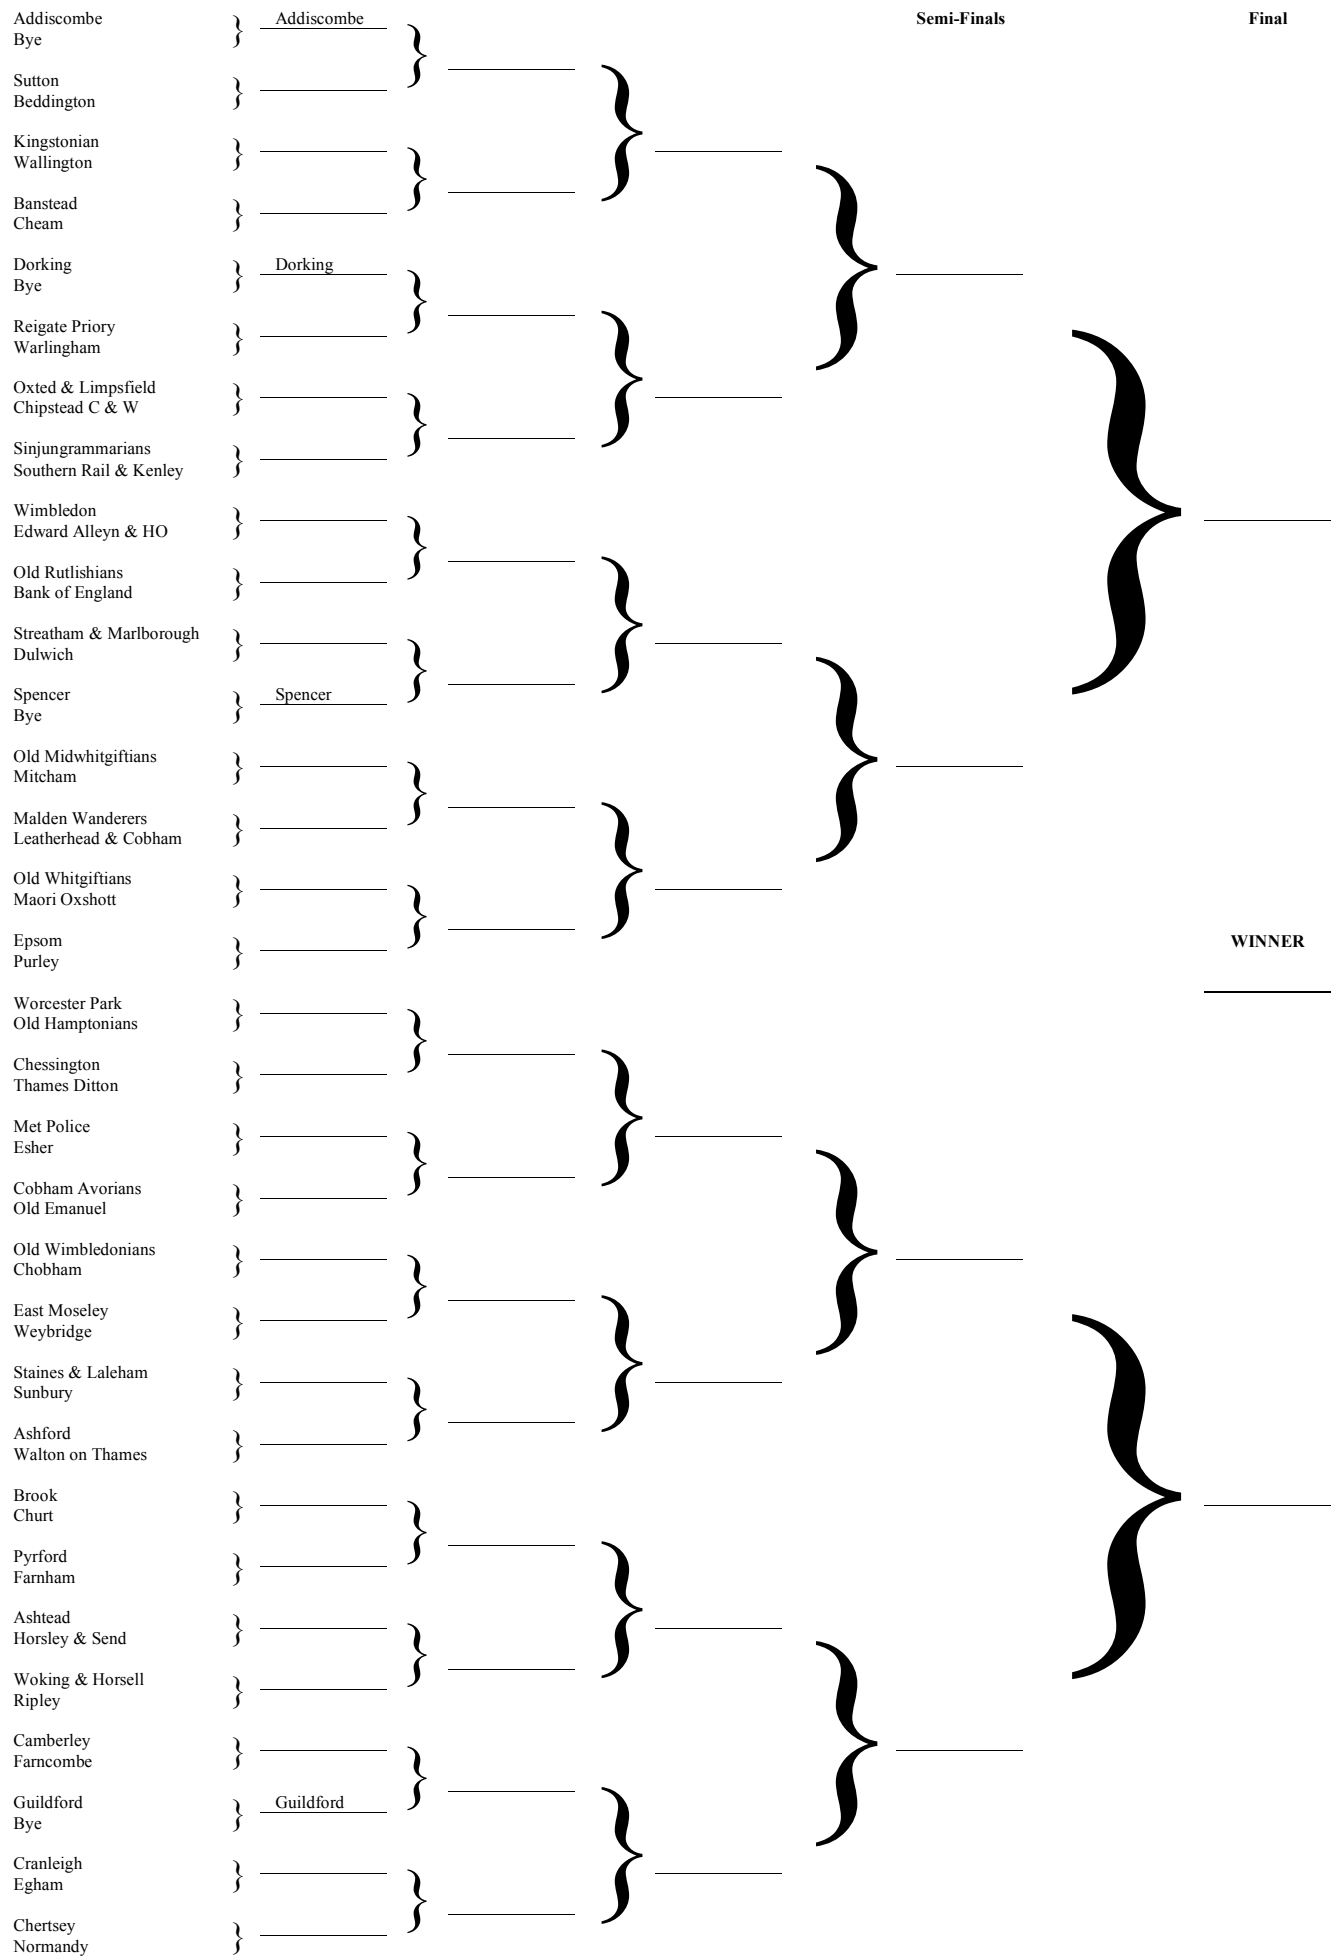 Addiscombe
Bye
Addiscombe
Semi-Finals
Final
Sutton
Beddington
Kingstonian
Wallington
Banstead
Cheam
Dorking
Bye
Dorking
Reigate Priory
Warlingham
Oxted & Limpsfield
Chipstead C & W
Sinjungrammarians
Southern Rail & Kenley
Wimbledon
Edward Alleyn & HO
Old Rutlishians
Bank of England
Streatham & Marlborough
Dulwich
Spencer
Bye
Spencer
Old Midwhitgiftians
Mitcham
Malden Wanderers
Leatherhead & Cobham
Old Whitgiftians
Maori Oxshott
Epsom
Purley
WINNER
Worcester Park
Old Hamptonians
Chessington
Thames Ditton
Met Police
Esher
Cobham Avorians
Old Emanuel
Old Wimbledonians
Chobham
East Moseley
Weybridge
Staines & Laleham
Sunbury
Ashford
Walton on Thames
Brook
Churt
Pyrford
Farnham
Ashtead
Horsley & Send
Woking & Horsell
Ripley
Camberley
Farncombe
Guildford
Bye
Guildford
Cranleigh
Egham
Chertsey
Normandy